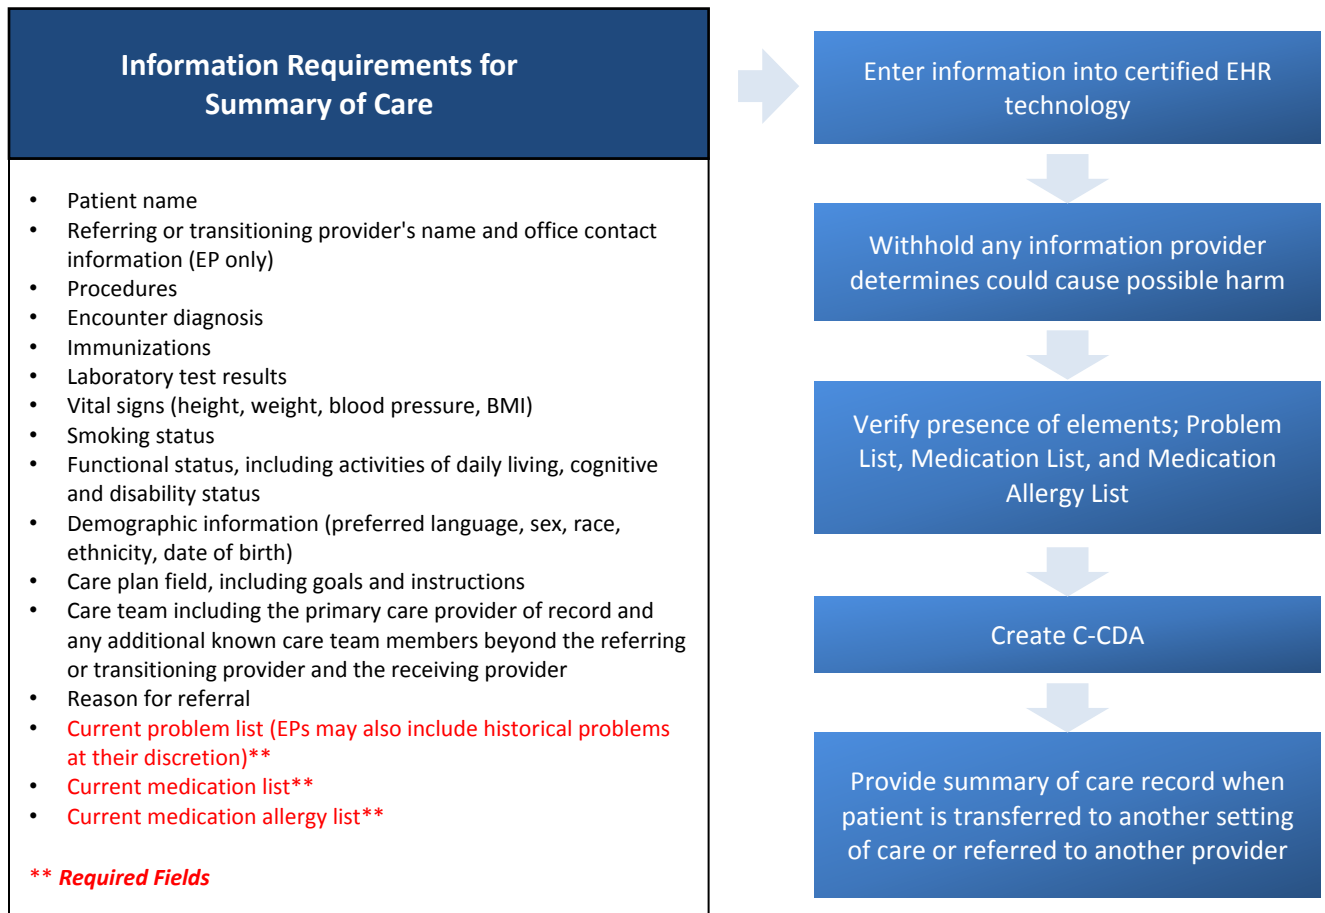 Information Requirements for
Summary of Care
• Patient name
• Referring or transitioning provider's name and office contact
information (EP only)
• Procedures
• Encounter diagnosis
• Immunizations
• Laboratory test results
• Vital signs (height, weight, blood pressure, BMI)
• Smoking status
• Functional status, including activities of daily living, cognitive
and disability status
• Demographic information (preferred language, sex, race,
ethnicity, date of birth)
• Care plan field, including goals and instructions
• Care team including the primary care provider of record and
any additional known care team members beyond the referring
or transitioning provider and the receiving provider
• Reason for referral
• Current problem list (EPs may also include historical problems
at their discretion)**
• Current medication list**
• Current medication allergy list**
** Required Fields
Enter information into certified EHR
technology
Withhold any information provider
determines could cause possible harm
Verify presence of elements; Problem
List, Medication List, and Medication
Allergy List
Create C-CDA
Provide summary of care record when
patient is transferred to another setting
of care or referred to another provider